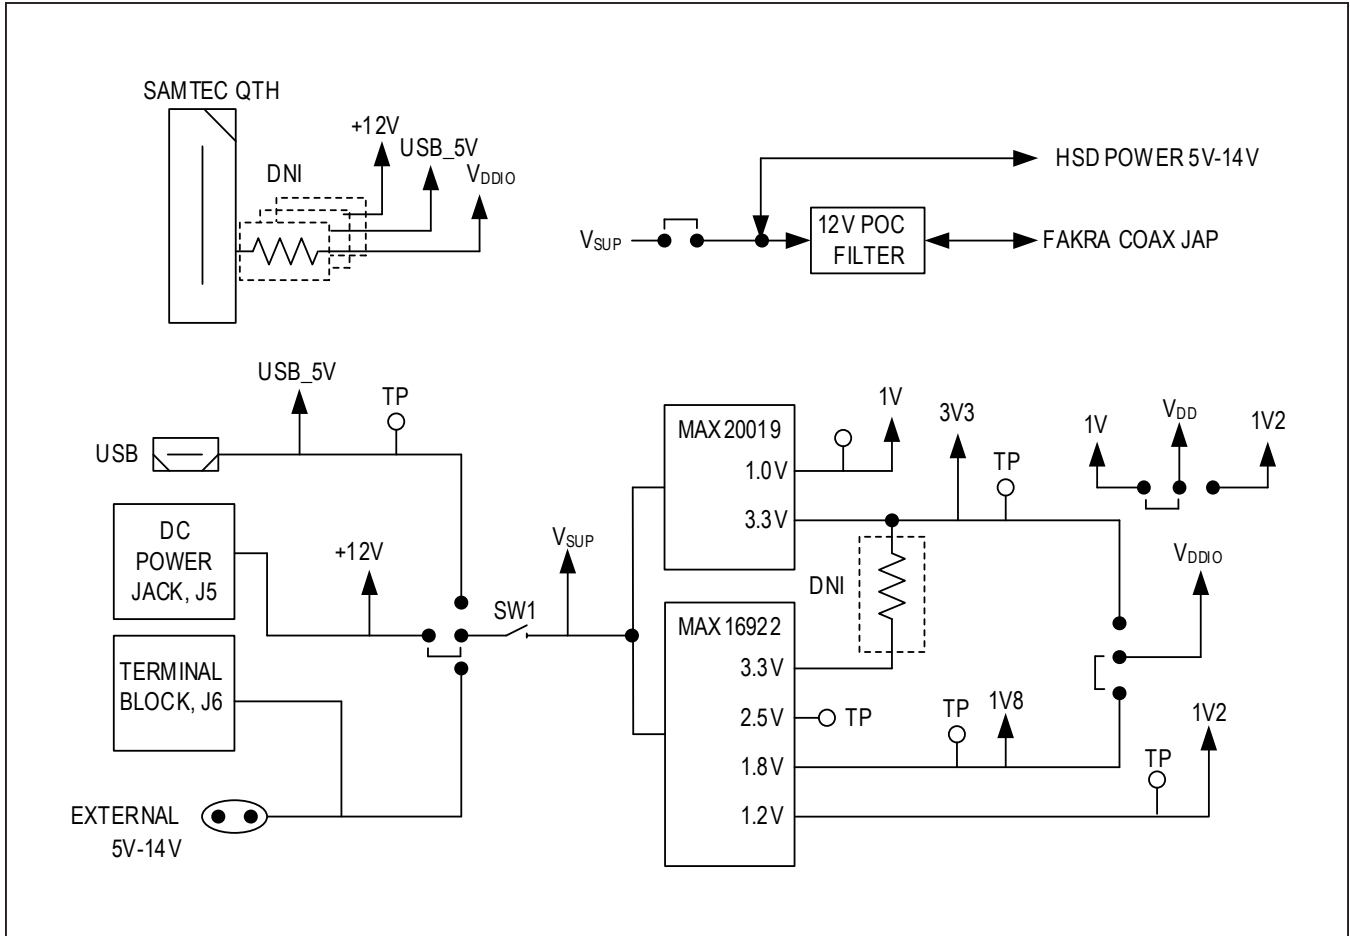 SAMTEC QTH
+12V
USB_5V
DNI
VDDIO
HSD POWER 5V-14V
VSUP
12V POC
FILTER
FAKRA COAX JAP
USB_5V
TP
USB
DC
POWER
JACK, J5
+12V
TERMINAL
BLOCK, J6
EXTERNAL
5V-14V
SW1
VSUP
MAX20019
1.0V
3.3V
1V
3V3
TP
DNI
MAX16922
3.3V
2.5V
TP
1.8V
TP
1V8
1.2V
TP
1V2
1V
VDD
1V2
VDDIO